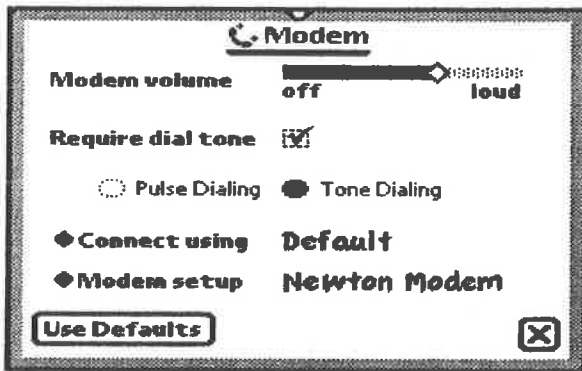 Modem
Modem volume
off loud
Require dial tone
Pulse Dialing Tone Dialing
Connect using Default
Modem setup Newton Modem
Use Defaults